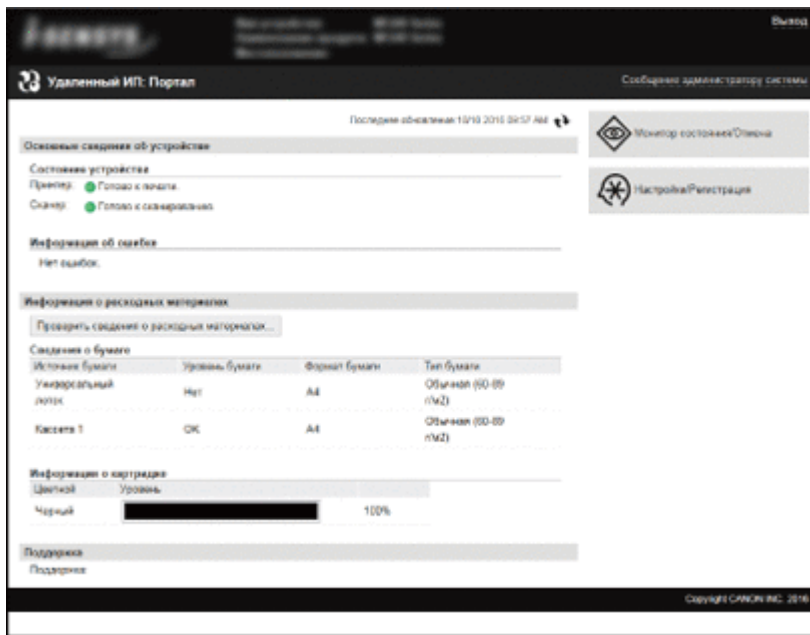 Выход
Удаленный ИП: Портал
Сообщение администратору системы
Последнее обновление: 10/10 2016 09:57 AM
Основные сведения об устройстве
Монитор состояния/Отмена
Состояние устройства
Принтер: Готово к печати.
Сканер: Готово к сканированию.
Настройки/Регистрация
Информация об ошибке
Нет ошибок.
Информация о расходных материалах
Проверить сведения о расходных материалах...
Сведения о бумаге
Источник бумаги Уровень бумаги Формат бумаги Тип бумаги
Универсальный лоток Нет A4 Обычная (60-89 г/м2)
Кассета 1 OK A4 Обычная (60-89 г/м2)
Информация о картридже
Цветной Уровень
Черный 100%
Поддержка
Поддержка
Copyright CANON INC. 2016